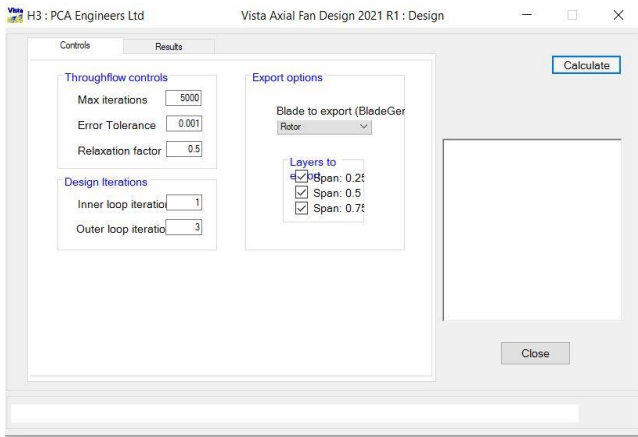 Vista H3 : PCA Engineers Ltd Vista Axial Fan Design 2021 R1 : Design
Controls Results
Calculate
Throughflow controls
Max iterations 5000
Error Tolerance 0.001
Relaxation factor 0.5
Design Iterations
Inner loop iteratio 1
Outer loop iteratio 3
Export options
Blade to export (BladeGer
Rotor
Layers to
Span: 0.25
Span: 0.5
Span: 0.75
Close